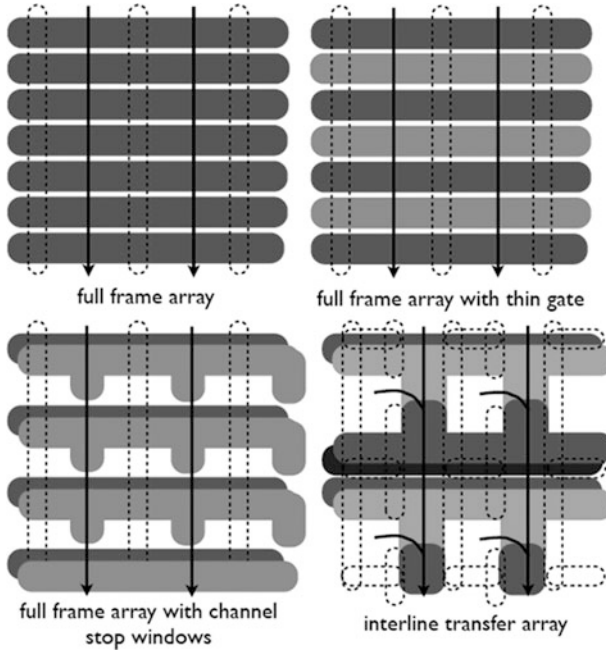 full frame array
full frame array with thin gate
full frame array with channel
stop windows
interline transfer array